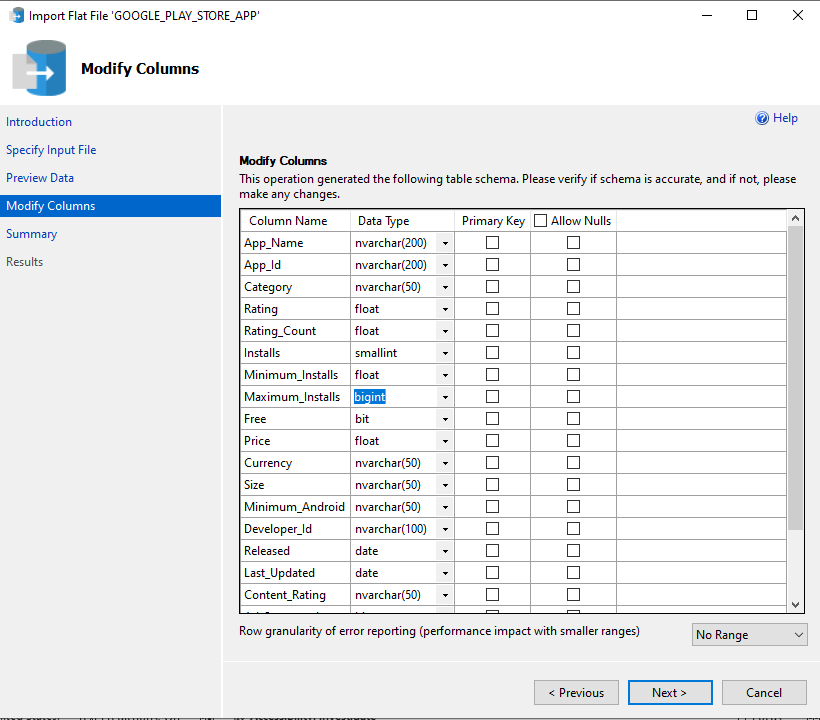 Import Flat File 'GOOGLE_PLAY_STORE_APP'
Modify Columns
Introduction
Specify Input File
Preview Data
Modify Columns
Summary
Results
Help
Modify Columns
This operation generated the following table schema. Please verify if schema is accurate, and if not, please
make any changes.
Column Name Data Type Primary Key Allow Nulls
App_Name nvarchar(200)
App_Id nvarchar(200)
Category nvarchar(50)
Rating float
Rating_Count float
Installs smallint
Minimum_Installs float
Maximum_Installs bigint
Free bit
Price float
Currency nvarchar(50)
Size nvarchar(50)
Minimum_Android nvarchar(50)
Developer_Id nvarchar(100)
Released date
Last_Updated date
Content_Rating nvarchar(50)
Row granularity of error reporting (performance impact with smaller ranges) No Range
< Previous Next > Cancel